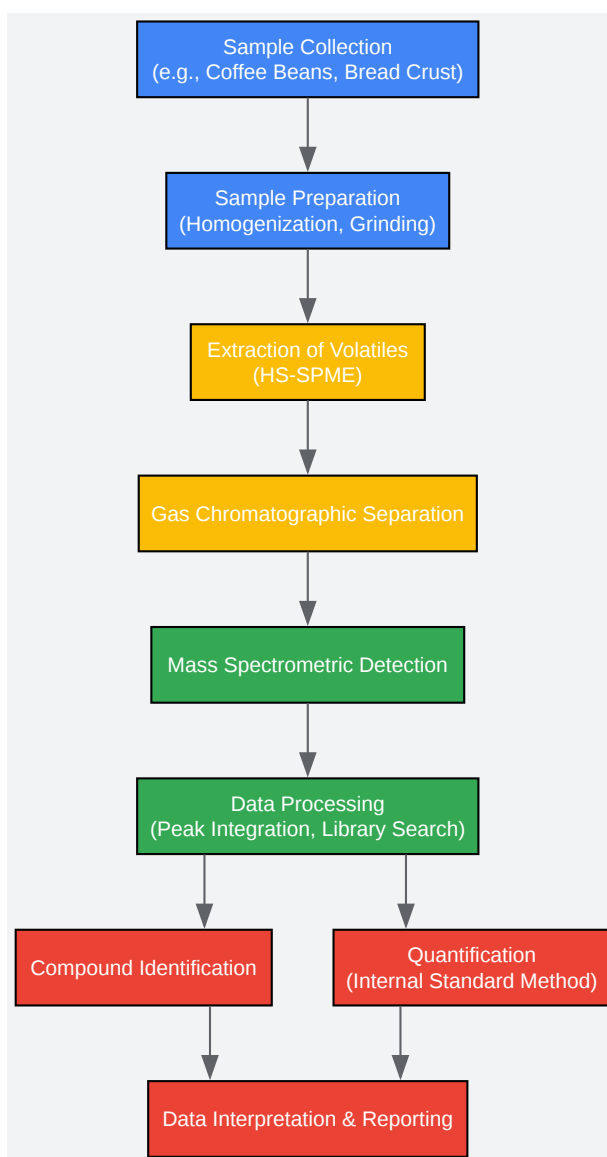 Sample Collection
(e.g., Coffee Beans, Bread Crust)
Sample Preparation
(Homogenization, Grinding)
Extraction of Volatiles
(HS-SPME)
Gas Chromatographic Separation
Mass Spectrometric Detection
Data Processing
(Peak Integration, Library Search)
Compound Identification
Quantification
(Internal Standard Method)
Data Interpretation & Reporting